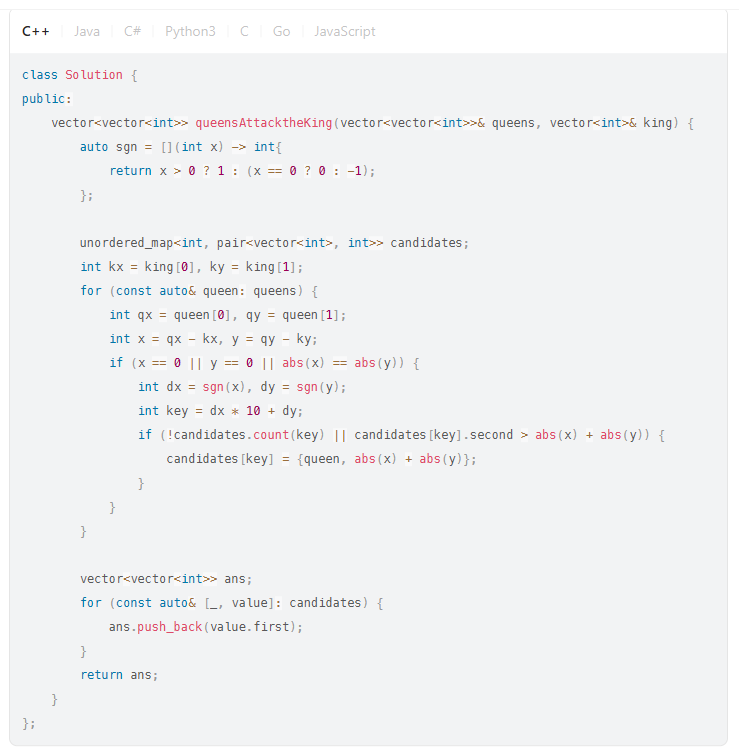 C++ Java C# Python3 C Go JavaScript
class Solution {
public:
    vector<vector<int>> queensAttacktheKing(vector<vector<int>>& queens, vector<int>& king) {
        auto sgn = [](int x) -> int{
            return x > 0 ? 1 : (x == 0 ? 0 : -1);
        };

        unordered_map<int, pair<vector<int>, int>> candidates;
        int kx = king[0], ky = king[1];
        for (const auto& queen: queens) {
            int qx = queen[0], qy = queen[1];
            int x = qx - kx, y = qy - ky;
            if (x == 0 || y == 0 || abs(x) == abs(y)) {
                int dx = sgn(x), dy = sgn(y);
                int key = dx * 10 + dy;
                if (!candidates.count(key) || candidates[key].second > abs(x) + abs(y)) {
                    candidates[key] = {queen, abs(x) + abs(y)};
                }
            }
        }

        vector<vector<int>> ans;
        for (const auto& [_, value]: candidates) {
            ans.push_back(value.first);
        }
        return ans;
    }
};